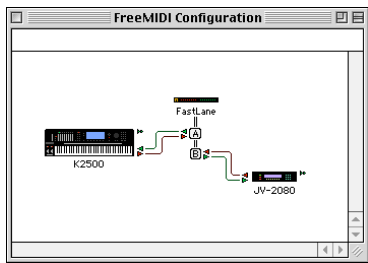 FreeMIDI Configuration
FastLane
A
K2500
B
JV-2080